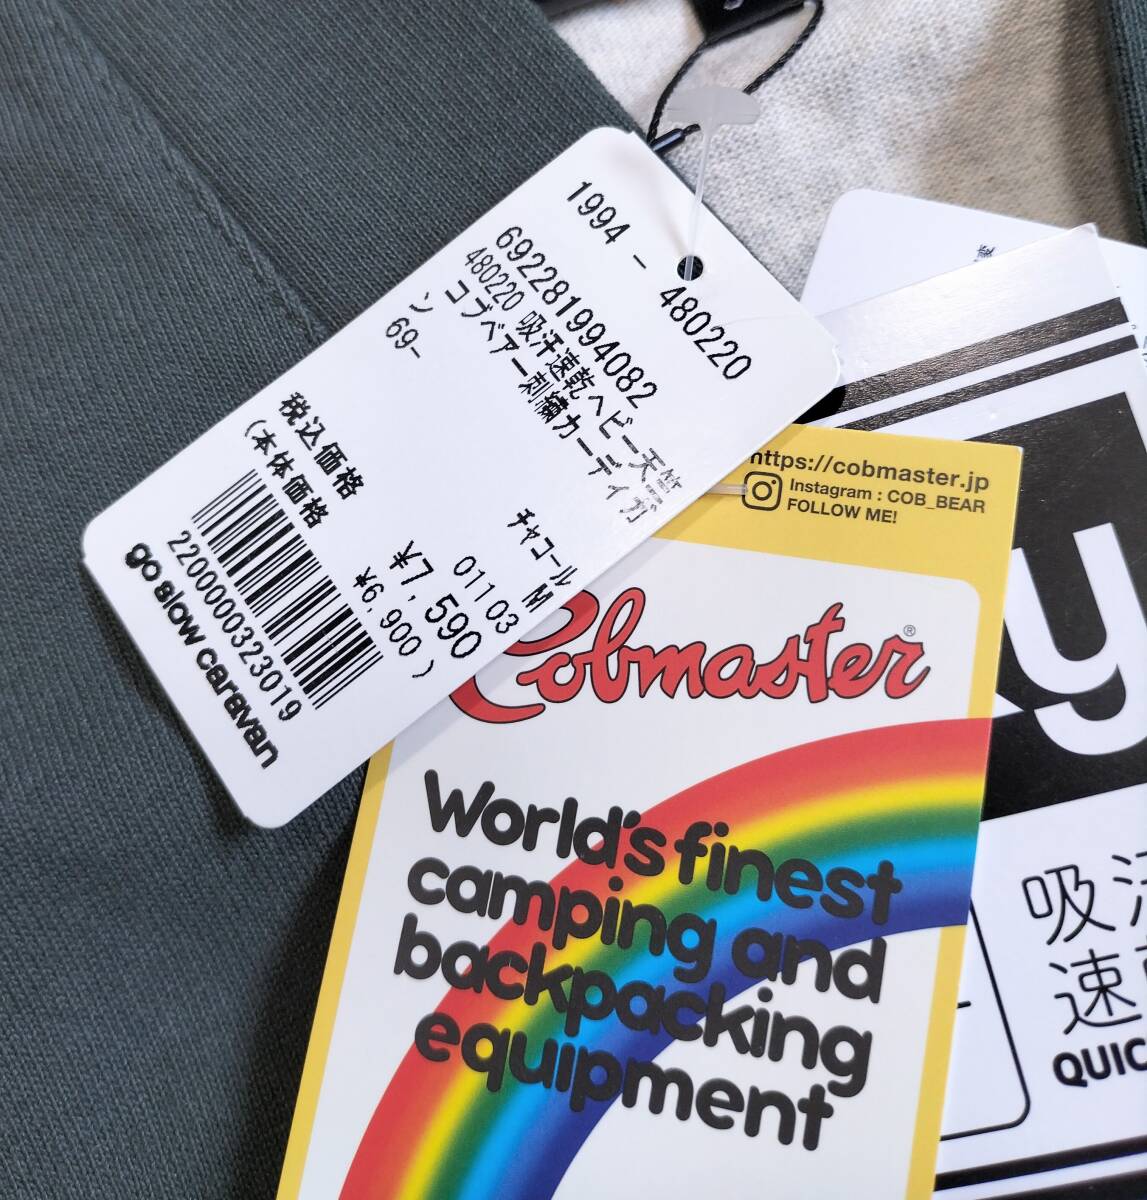 1994 - 480220
692281994082
480220 吸汗速乾ヘビー天竺
コブベアー刺繍カーディガ
ン
69-
チャコール M
011 03
税込価格 ¥7,590
(本体価格 ¥6,900 )
2200000323019
go slow caravan
https://cobmaster.jp
Instagram : COB_BEAR
FOLLOW ME!
Cobmaster®
World's finest
camping and
backpacking
equipment
y
吸汗
速
QUIC